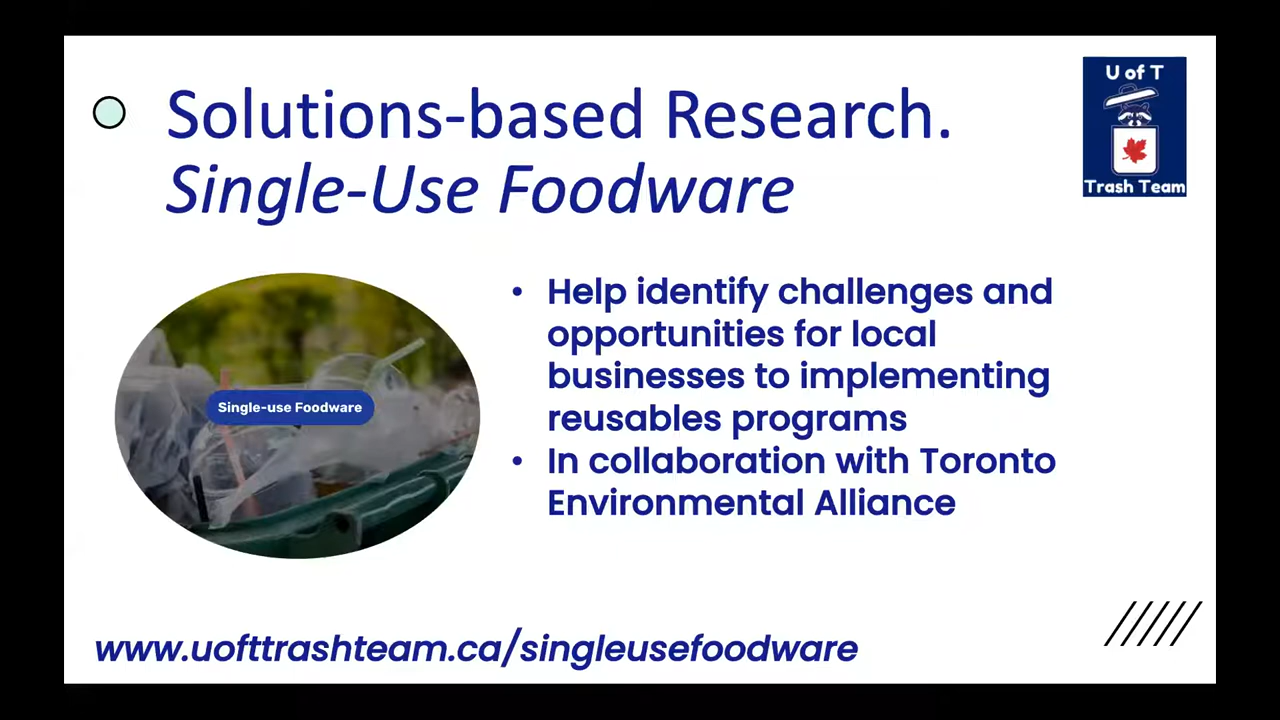 Solutions-based Research.
Single-Use Foodware
U of T
Trash Team
Single-use Foodware
• Help identify challenges and
opportunities for local
businesses to implementing
reusables programs
• In collaboration with Toronto
Environmental Alliance
www.uofttrashteam.ca/singleusefoodware